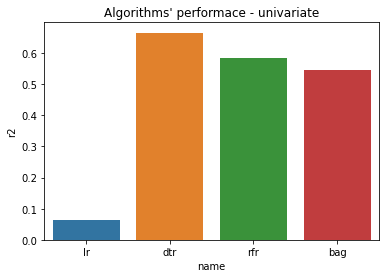 Algorithms' performace - univariate
r2
0.6
0.5
0.4
0.3
0.2
0.1
0.0
lr
dtr
rfr
bag
name